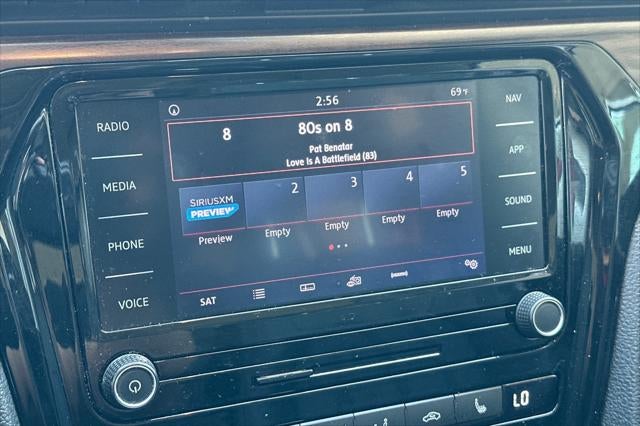 2:56
69°F
RADIO
MEDIA
PHONE
VOICE
8
80s on 8
Pat Benatar
Love Is A Battlefield (83)
SIRIUSXM
PREVIEW
2
3
4
5
Preview
Empty
Empty
Empty
Empty
SAT
NAV
APP
SOUND
MENU
LO